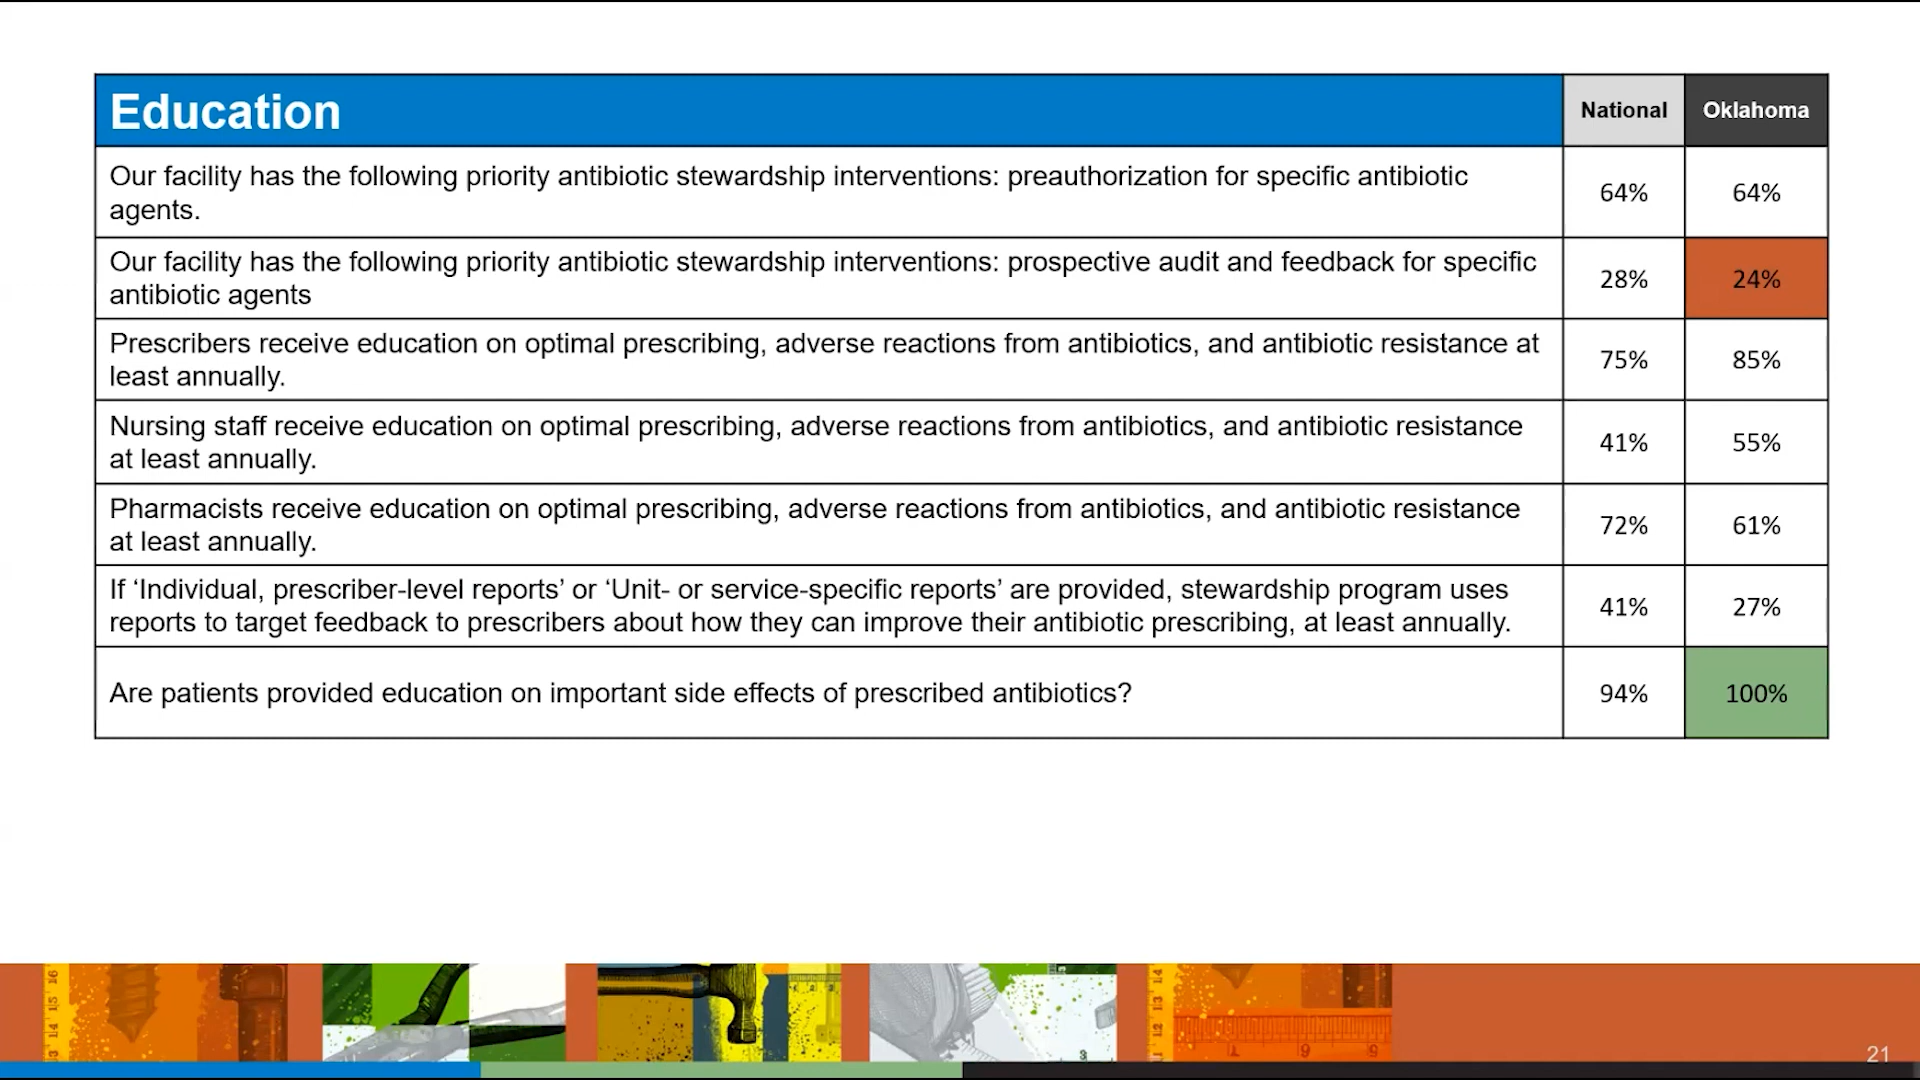 Education
National
Oklahoma
Our facility has the following priority antibiotic stewardship interventions: preauthorization for specific antibiotic
agents.
64%
64%
Our facility has the following priority antibiotic stewardship interventions: prospective audit and feedback for specific
antibiotic agents
28%
24%
Prescribers receive education on optimal prescribing, adverse reactions from antibiotics, and antibiotic resistance at
least annually.
75%
85%
Nursing staff receive education on optimal prescribing, adverse reactions from antibiotics, and antibiotic resistance
at least annually.
41%
55%
Pharmacists receive education on optimal prescribing, adverse reactions from antibiotics, and antibiotic resistance
at least annually.
72%
61%
If ‘Individual, prescriber-level reports’ or ‘Unit- or service-specific reports’ are provided, stewardship program uses
reports to target feedback to prescribers about how they can improve their antibiotic prescribing, at least annually.
41%
27%
Are patients provided education on important side effects of prescribed antibiotics?
94%
100%
21